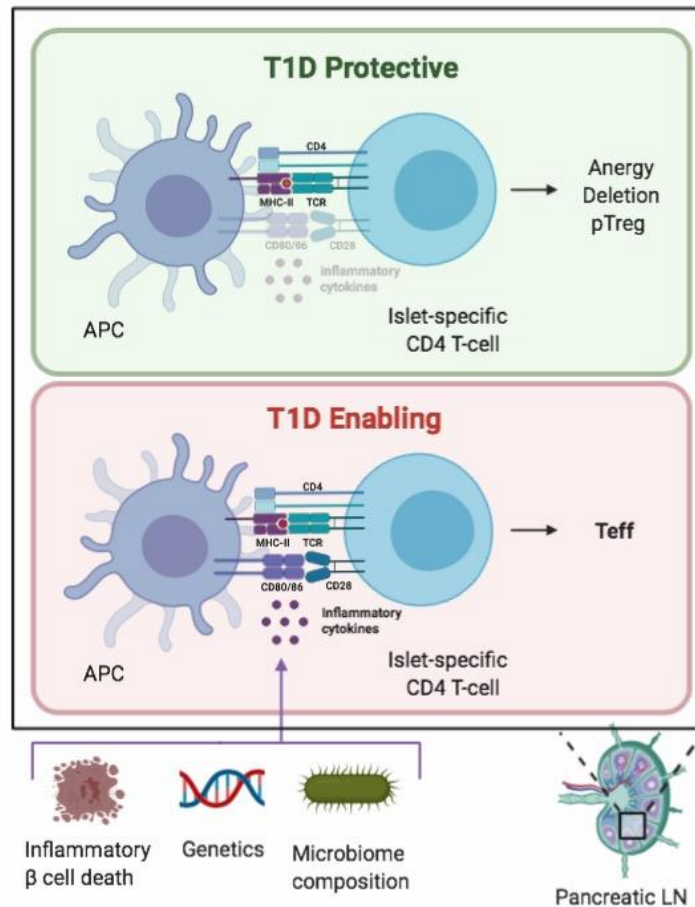 T1D Protective
CD4
MHC-II TCR
CD80/86 CD28
Inflammatory
cytokines
APC
Islet-specific
CD4 T-cell
Anergy
Deletion
pTreg
T1D Enabling
CD4
MHC-II TCR
CD80/86 CD28
Inflammatory
cytokines
APC
Islet-specific
CD4 T-cell
Teff
Inflammatory
β cell death
Genetics
Microbiome
composition
Pancreatic LN